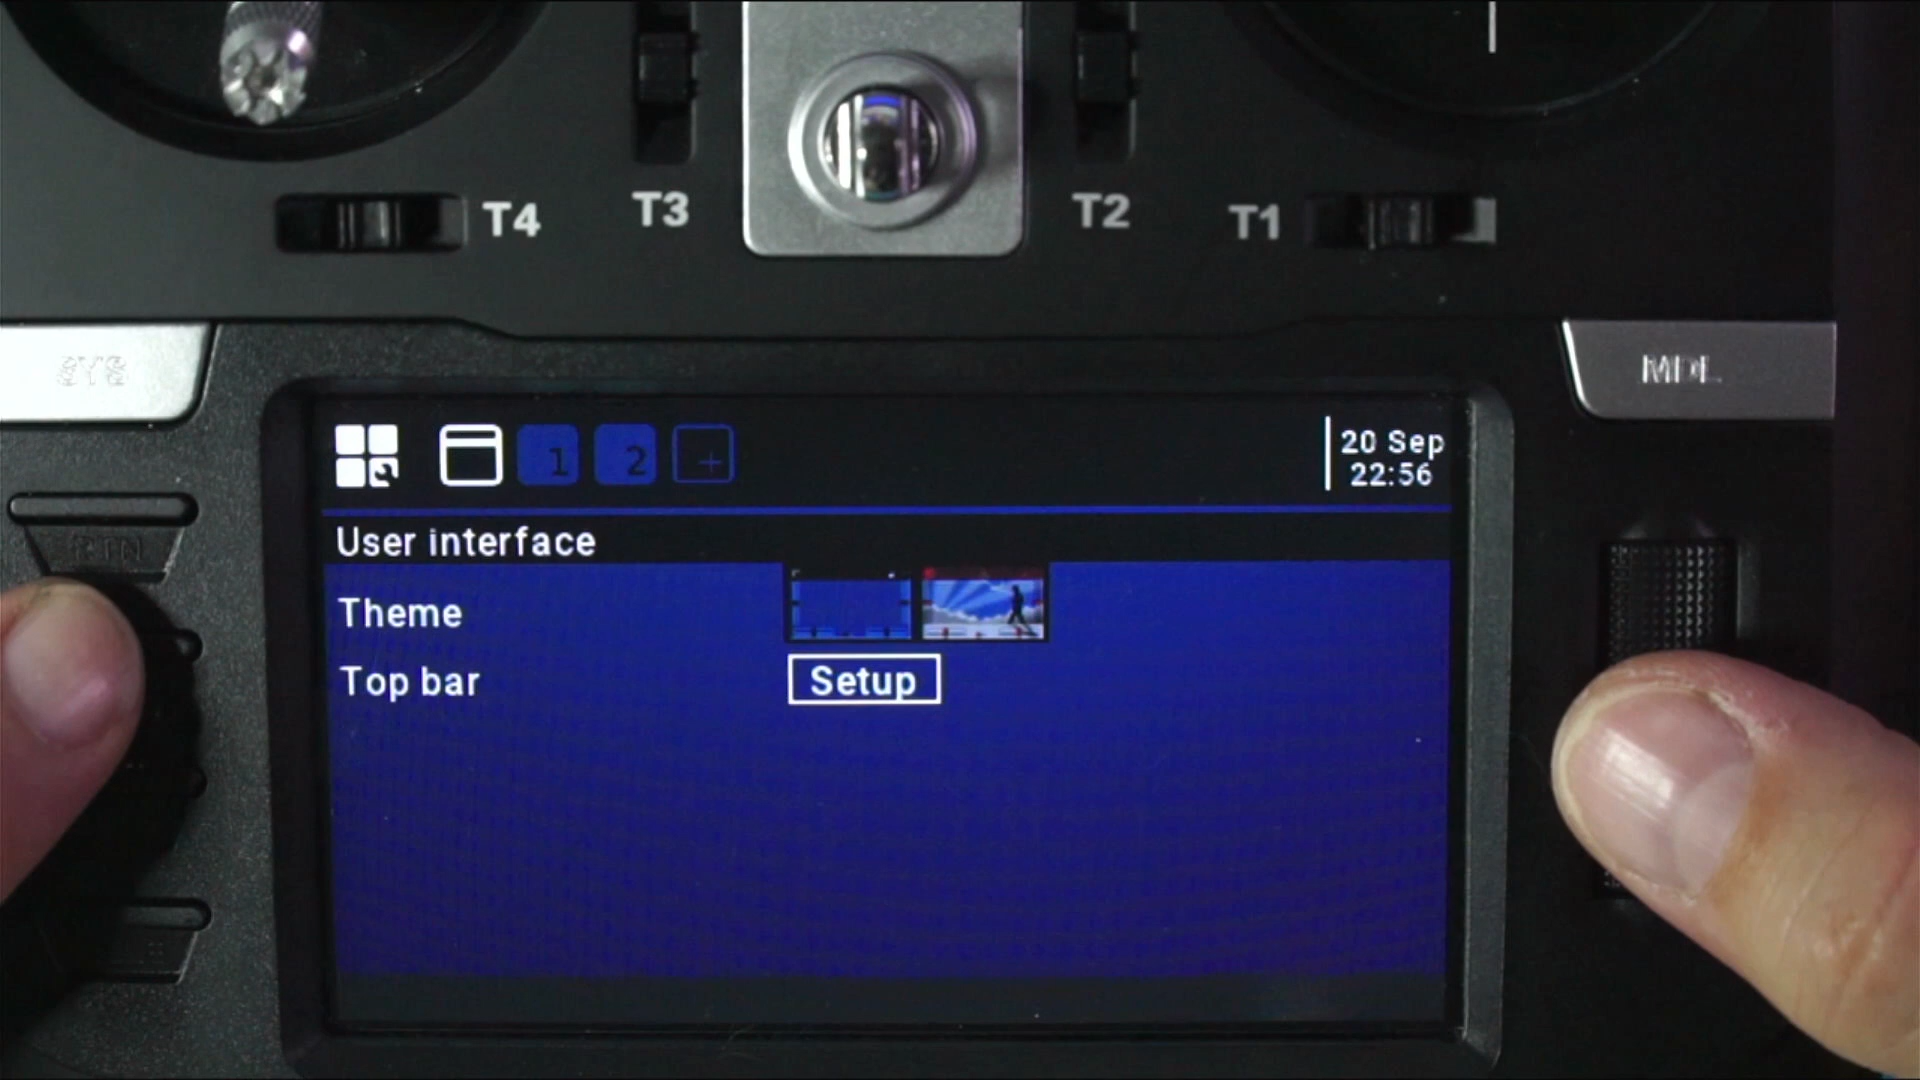 T4
T3
T2
T1
SYS
MDL
1
2
+
20 Sep
22:56
User interface
Theme
Top bar
Setup
RTN